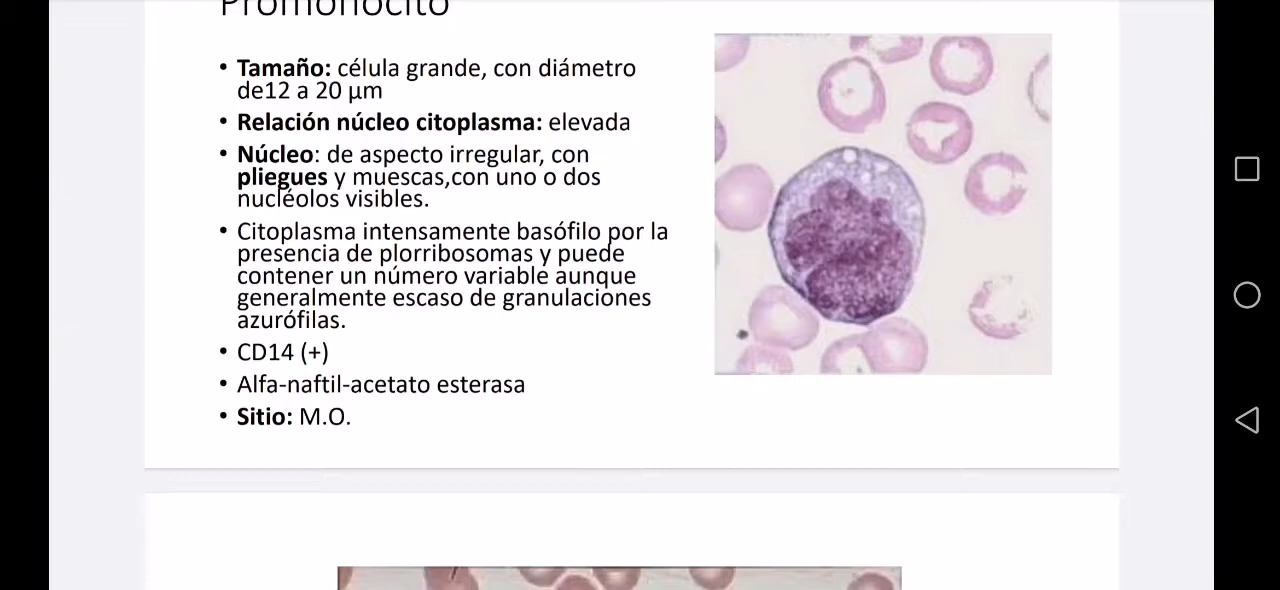 Promonocito
• Tamaño: célula grande, con diámetro
de12 a 20 µm
• Relación núcleo citoplasma: elevada
• Núcleo: de aspecto irregular, con
pliegues y muescas,con uno o dos
nucléolos visibles.
• Citoplasma intensamente basófilo por la
presencia de plorribosomas y puede
contener un número variable aunque
generalmente escaso de granulaciones
azurófilas.
• CD14 (+)
• Alfa-naftil-acetato esterasa
• Sitio: M.O.